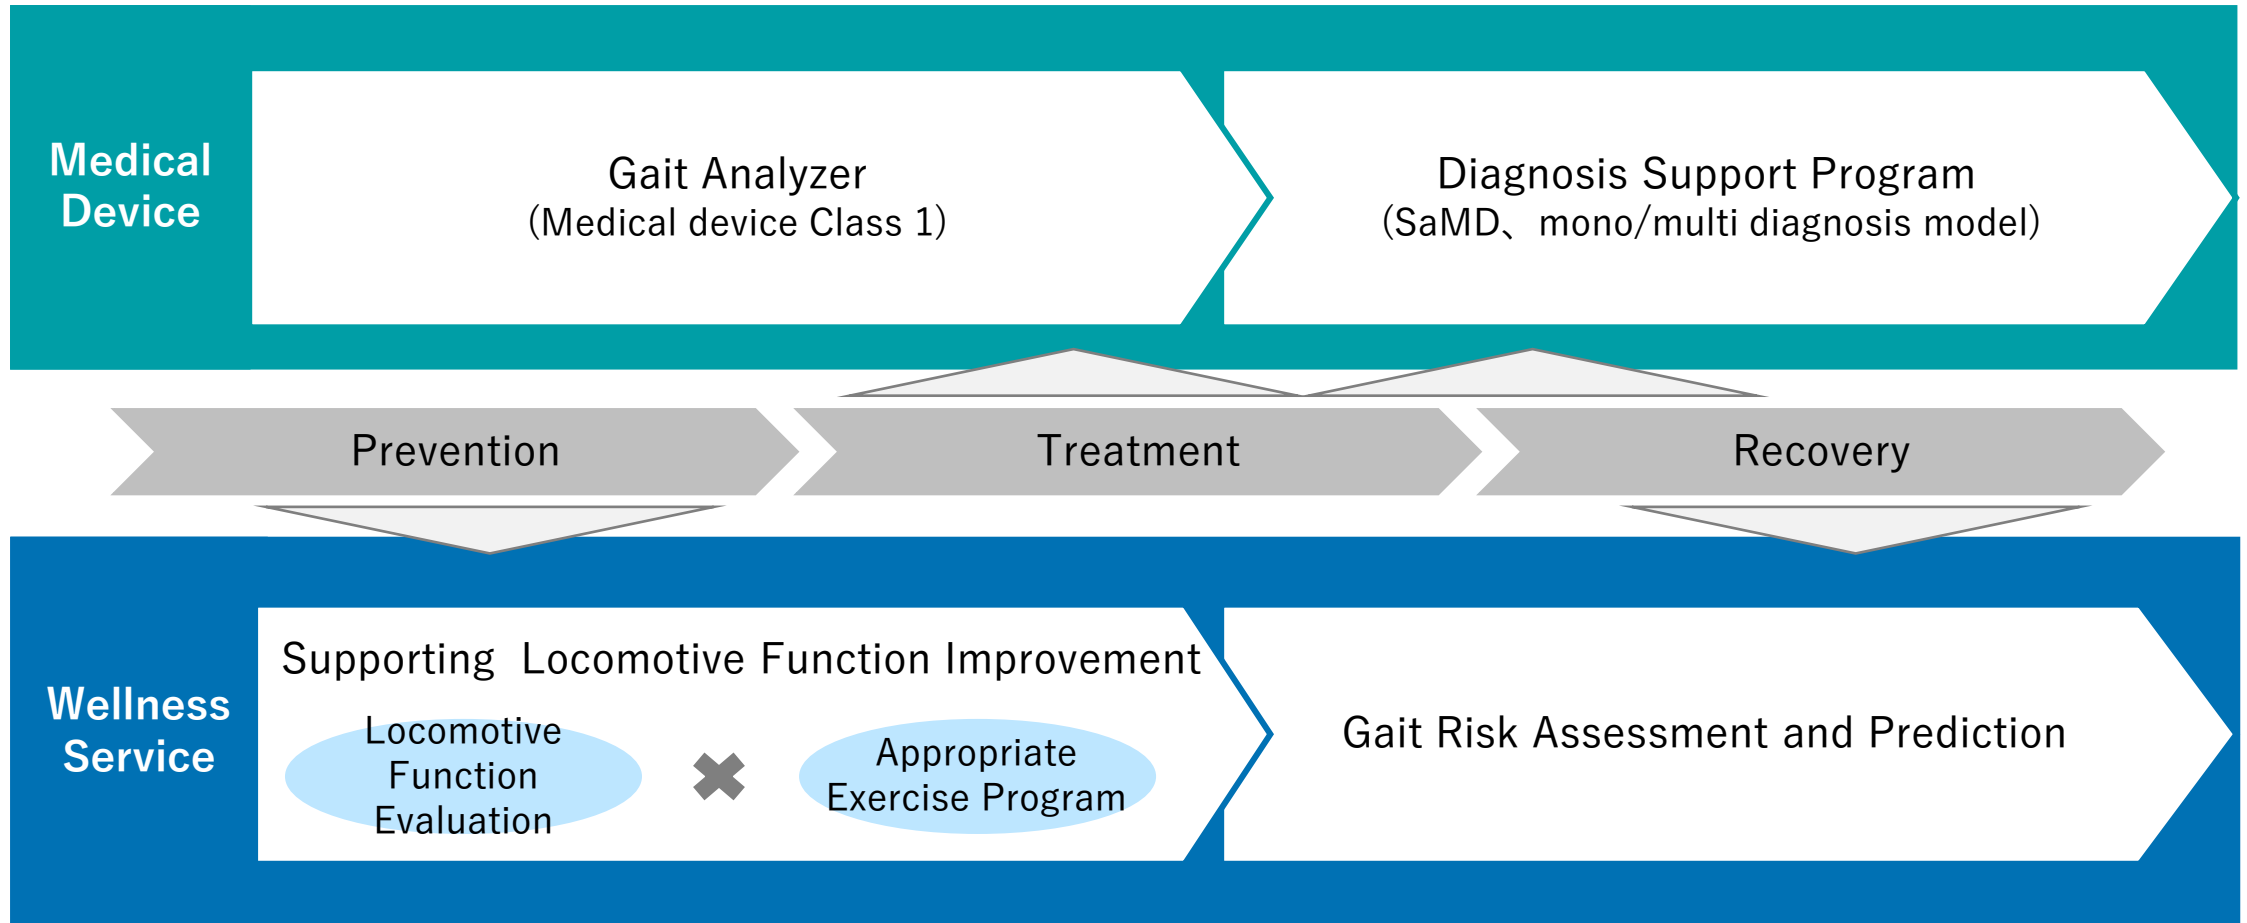 Medical
Device
Gait Analyzer
(Medical device Class 1)
Diagnosis Support Program
(SaMD、mono/multi diagnosis model)
Prevention
Treatment
Recovery
Wellness
Service
Supporting Locomotive Function Improvement
Locomotive
Function
Evaluation
Appropriate
Exercise Program
Gait Risk Assessment and Prediction